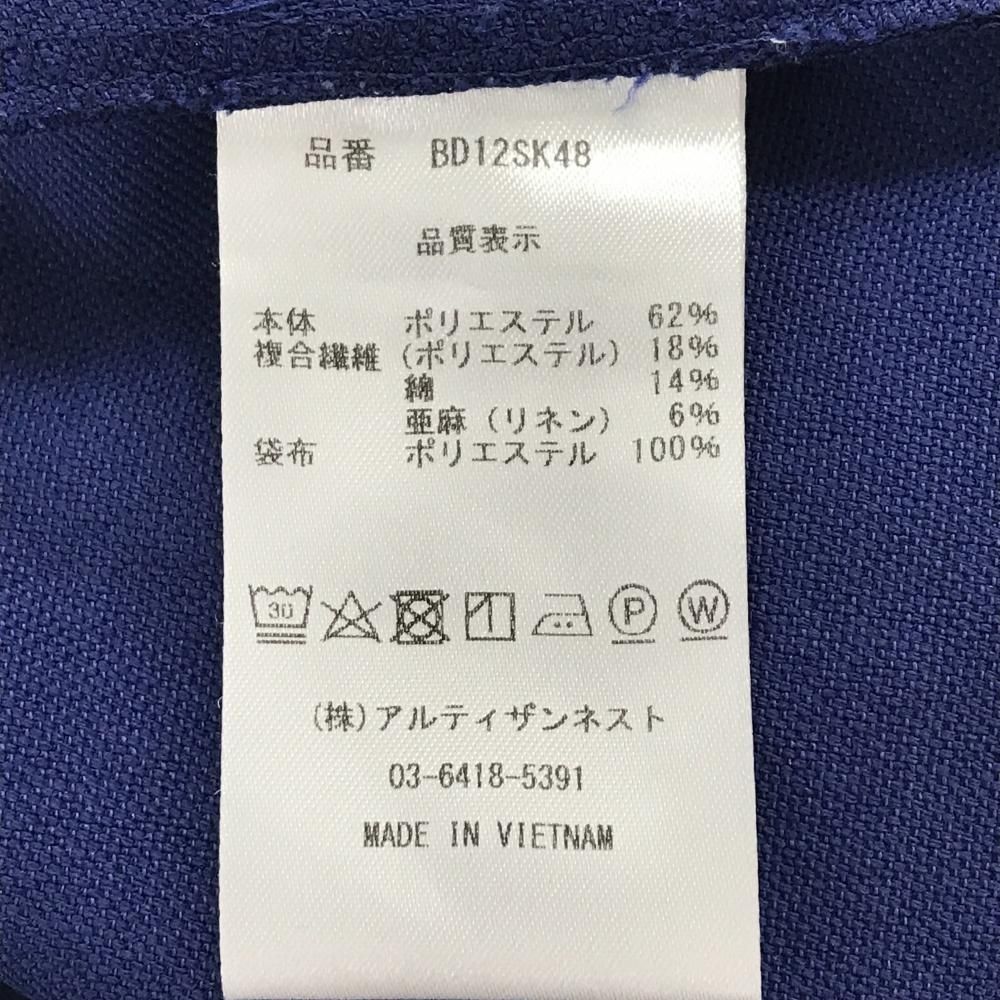 品番 BD12SK48
品質表示
本体 ポリエステル 62%
複合繊維 (ポリエステル) 18%
綿 14%
亜麻 (リネン) 6%
袋布 ポリエステル 100%
30 P W
(株)アルティザンネスト
03-6418-5391
MADE IN VIETNAM